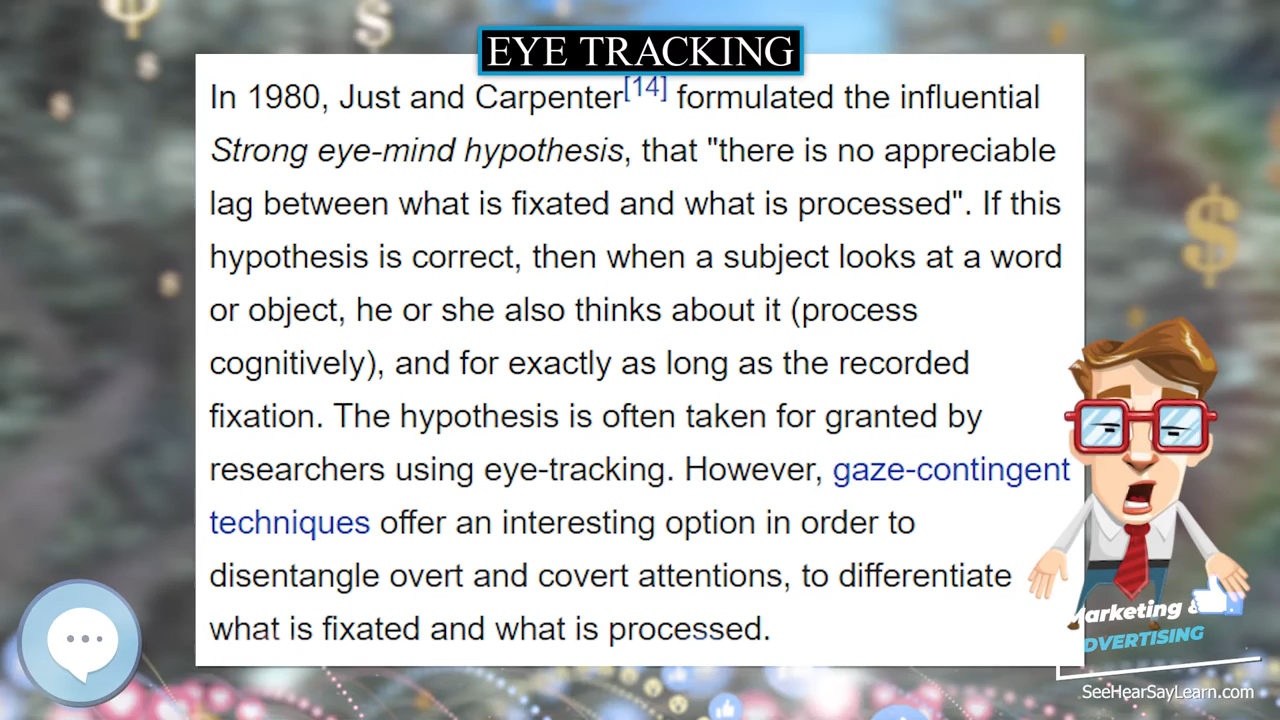 EYE TRACKING
In 1980, Just and Carpenter[14] formulated the influential
Strong eye-mind hypothesis, that "there is no appreciable
lag between what is fixated and what is processed". If this
hypothesis is correct, then when a subject looks at a word
or object, he or she also thinks about it (process
cognitively), and for exactly as long as the recorded
fixation. The hypothesis is often taken for granted by
researchers using eye-tracking. However, gaze-contingent
techniques offer an interesting option in order to
disentangle overt and covert attentions, to differentiate
what is fixated and what is processed.
Marketing &
ADVERTISING
SeeHearSayLearn.com